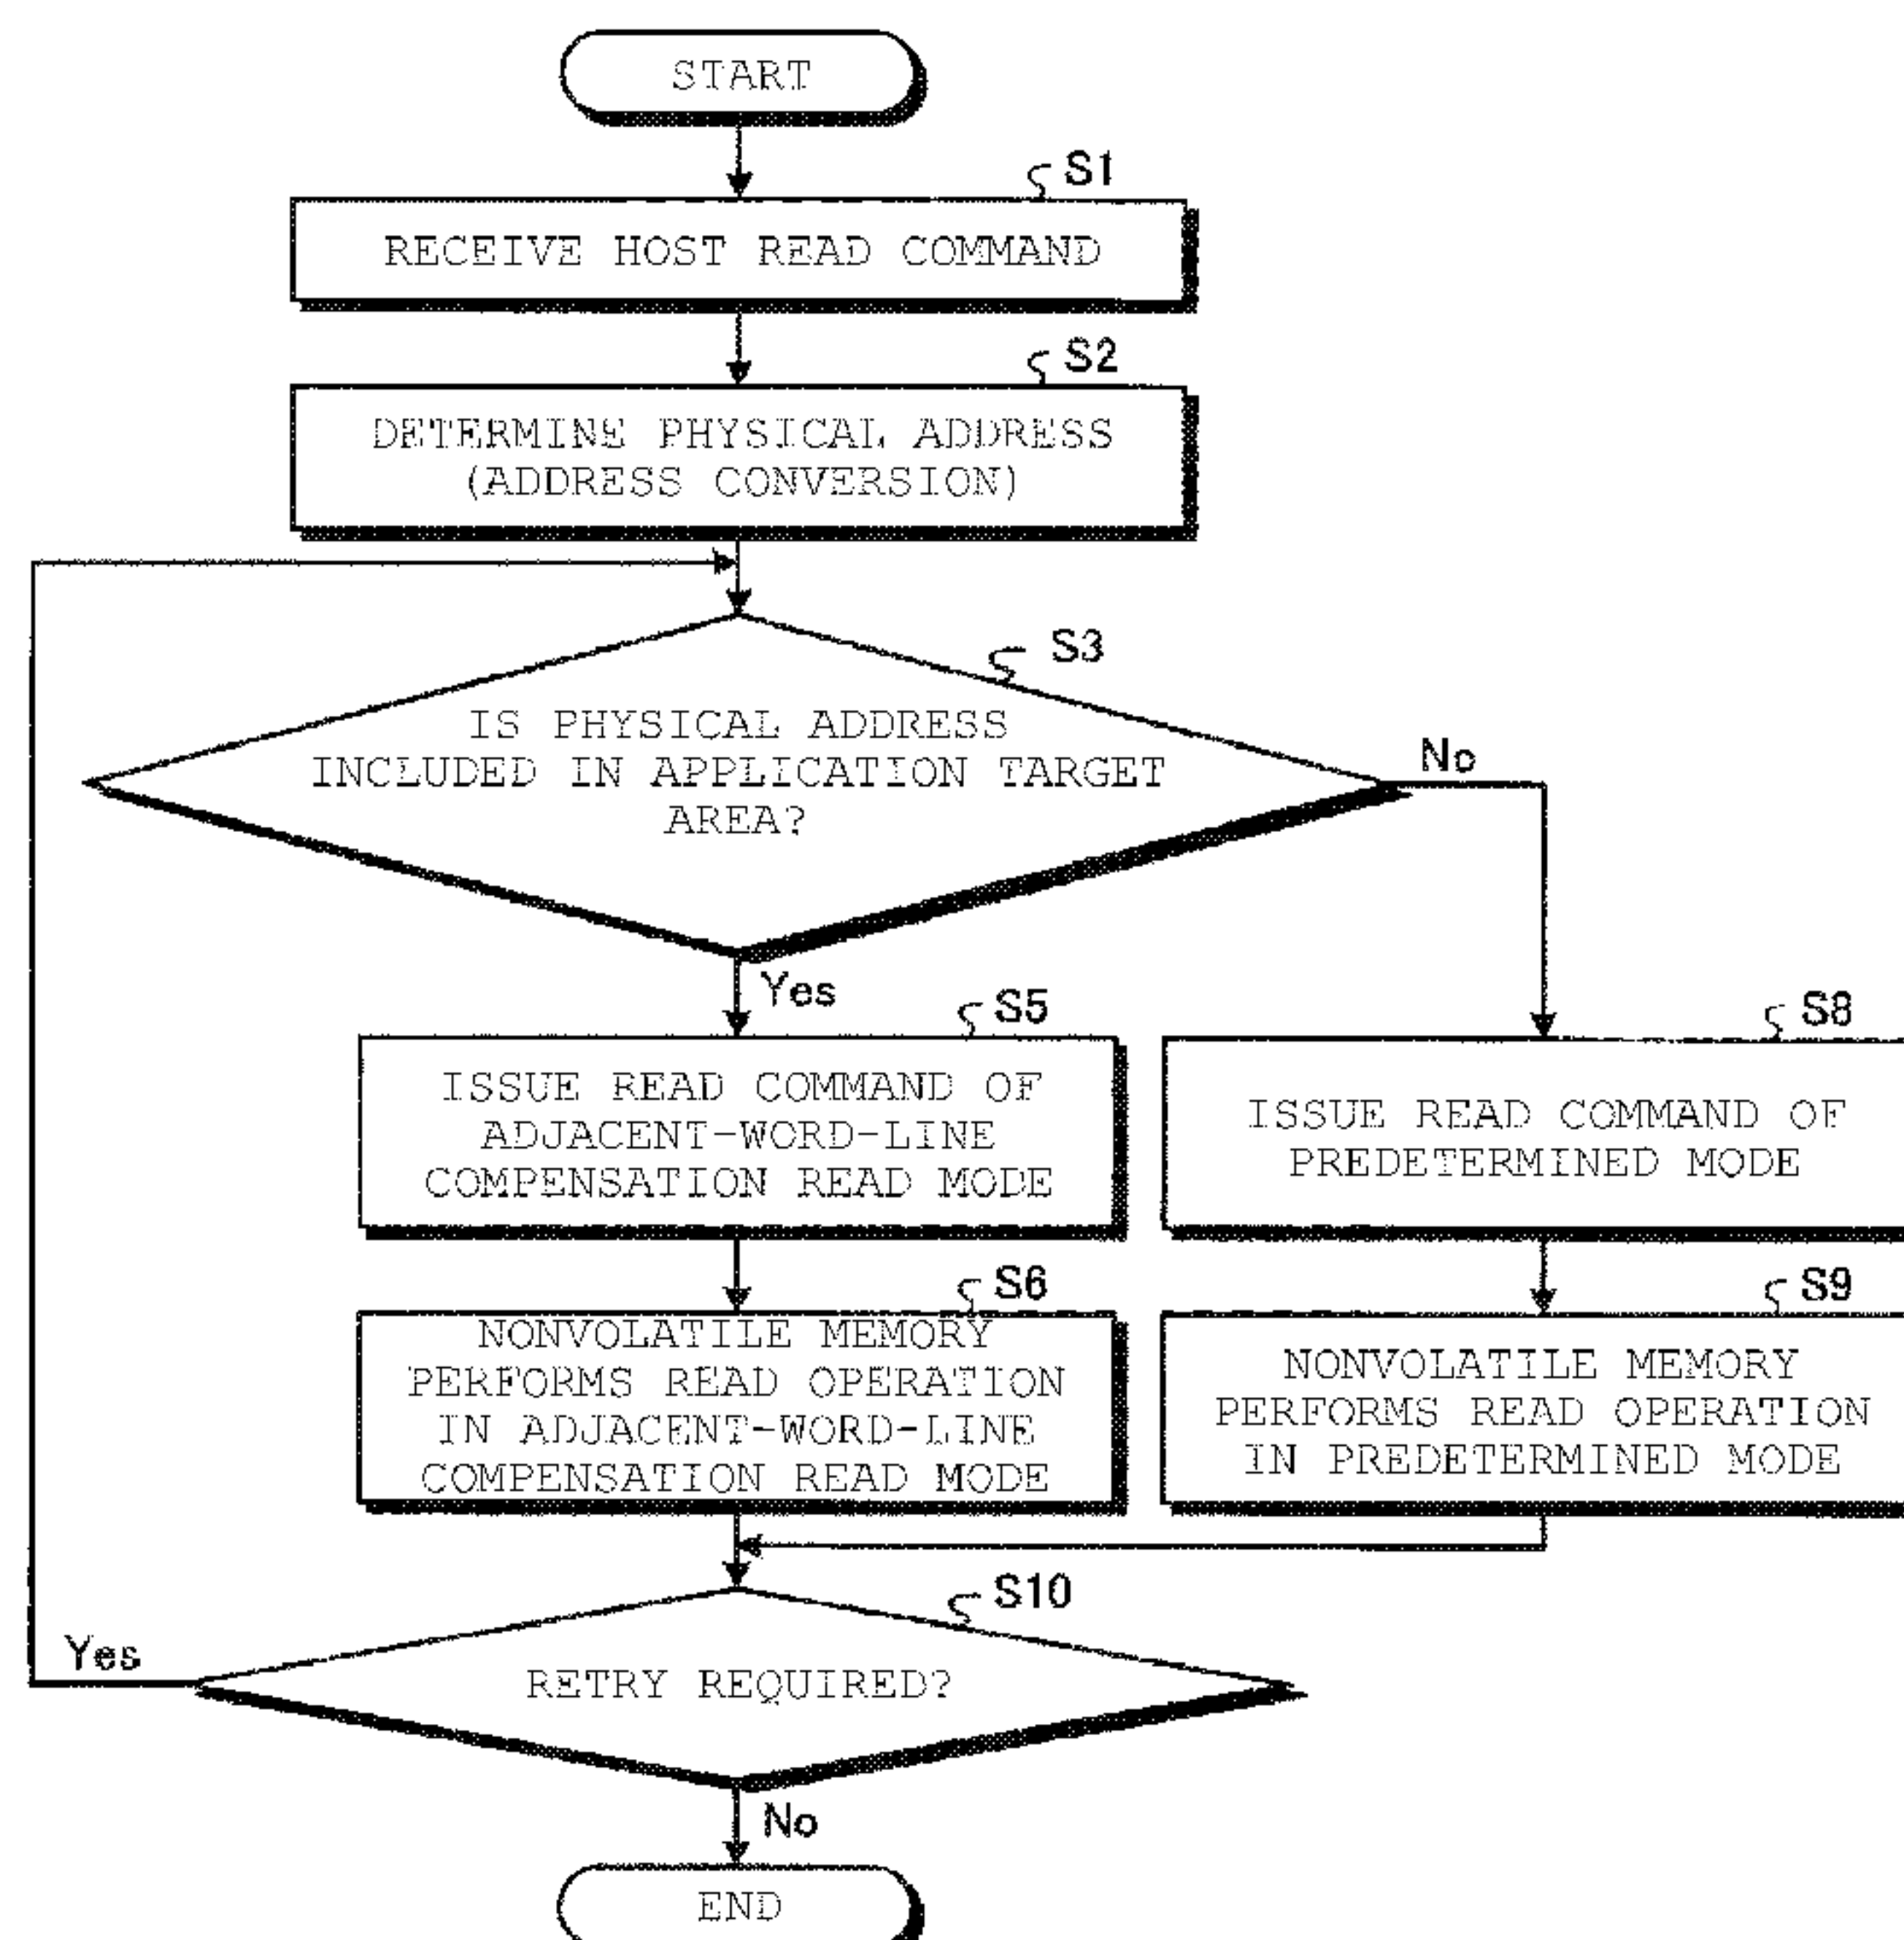 START
S1
RECEIVE HOST READ COMMAND
S2
DETERMINE PHYSICAL ADDRESS
(ADDRESS CONVERSION)
S3
IS PHYSICAL ADDRESS
INCLUDED IN APPLICATION TARGET
AREA?
No
Yes
S5
ISSUE READ COMMAND OF
ADJACENT-WORD-LINE
COMPENSATION READ MODE
S8
ISSUE READ COMMAND OF
PREDETERMINED MODE
S6
NONVOLATILE MEMORY
PERFORMS READ OPERATION
IN ADJACENT-WORD-LINE
COMPENSATION READ MODE
S9
NONVOLATILE MEMORY
PERFORMS READ OPERATION
IN PREDETERMINED MODE
S10
RETRY REQUIRED?
Yes
No
END